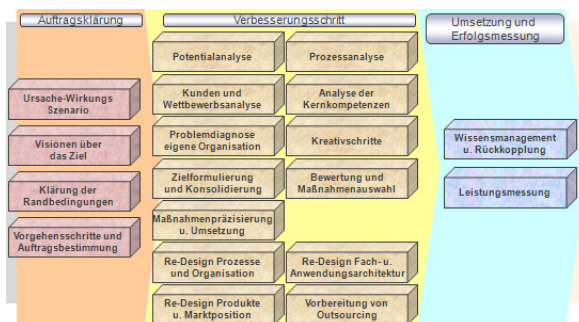 Auftragsklärung
Ursache-Wirkungs
Szenario
Visionen über
das Ziel
Klärung der
Randbedingungen
Vorgehensschritte und
Auftragsbestimmung
Verbesserungsschritt
Potentialanalyse
Prozessanalyse
Kunden und
Wettbewerbsanalyse
Analyse der
Kernkompetenzen
Problemdiagnose
eigene Organisation
Kreativschritte
Zielformulierung
und Konsolidierung
Bewertung und
Maßnahmenauswahl
Maßnahmenpräzisierung
u. Umsetzung
Re-Design Prozesse
und Organisation
Re-Design Fach- u.
Anwendungsarchitektur
Re-Design Produkte
u. Marktposition
Vorbereitung von
Outsourcing
Umsetzung und
Erfolgsmessung
Wissensmanagement
u. Rückkopplung
Leistungsmessung